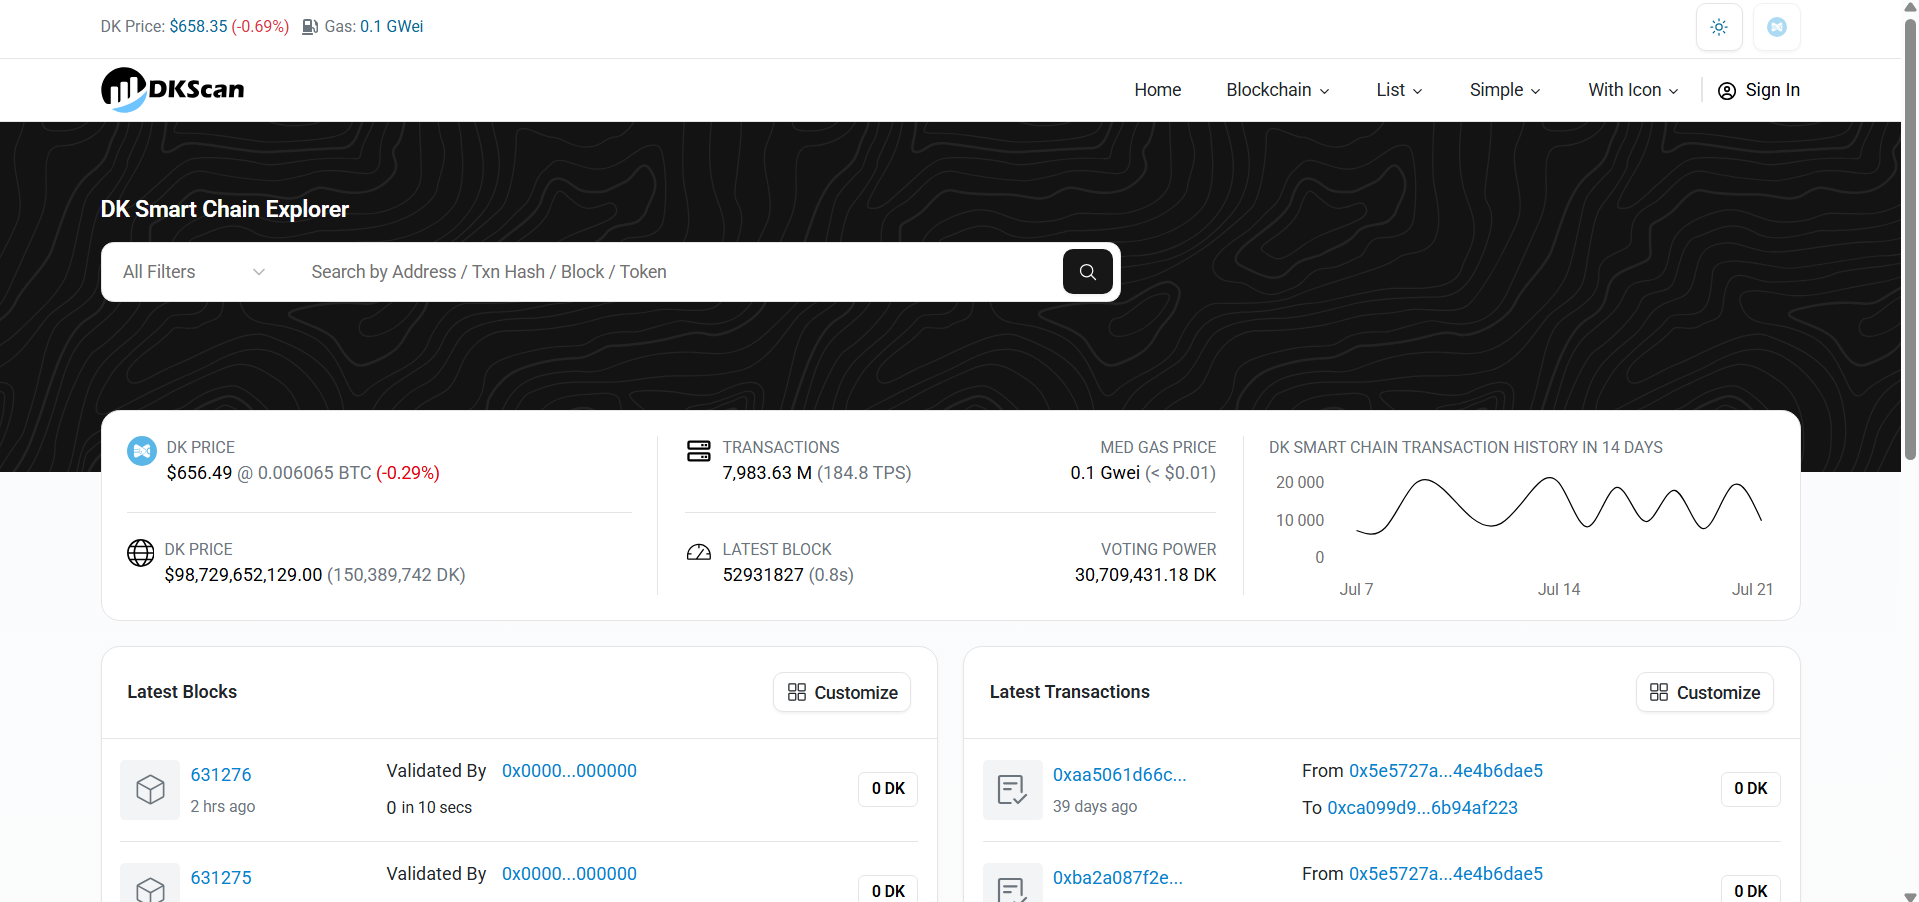 DK Price: $658.35 (-0.69%) Gas: 0.1 GWei
DKScan
Home Blockchain List Simple With Icon Sign In
DK Smart Chain Explorer
All Filters Search by Address / Txn Hash / Block / Token
DK PRICE
$656.49 @ 0.006065 BTC (-0.29%)
DK PRICE
$98,729,652,129.00 (150,389,742 DK)
TRANSACTIONS
7,983.63 M (184.8 TPS)
MED GAS PRICE
0.1 Gwei (< $0.01)
LATEST BLOCK
52931827 (0.8s)
VOTING POWER
30,709,431.18 DK
DK SMART CHAIN TRANSACTION HISTORY IN 14 DAYS
20 000
10 000
0
Jul 7 Jul 14 Jul 21
Latest Blocks
Customize
631276
2 hrs ago
Validated By 0x0000...000000
0 in 10 secs
0 DK
631275
Validated By 0x0000...000000
0 DK
Latest Transactions
Customize
0xaa5061d66c...
39 days ago
From 0x5e5727a...4e4b6dae5
To 0xca099d9...6b94af223
0 DK
0xba2a087f2e...
From 0x5e5727a...4e4b6dae5
0 DK